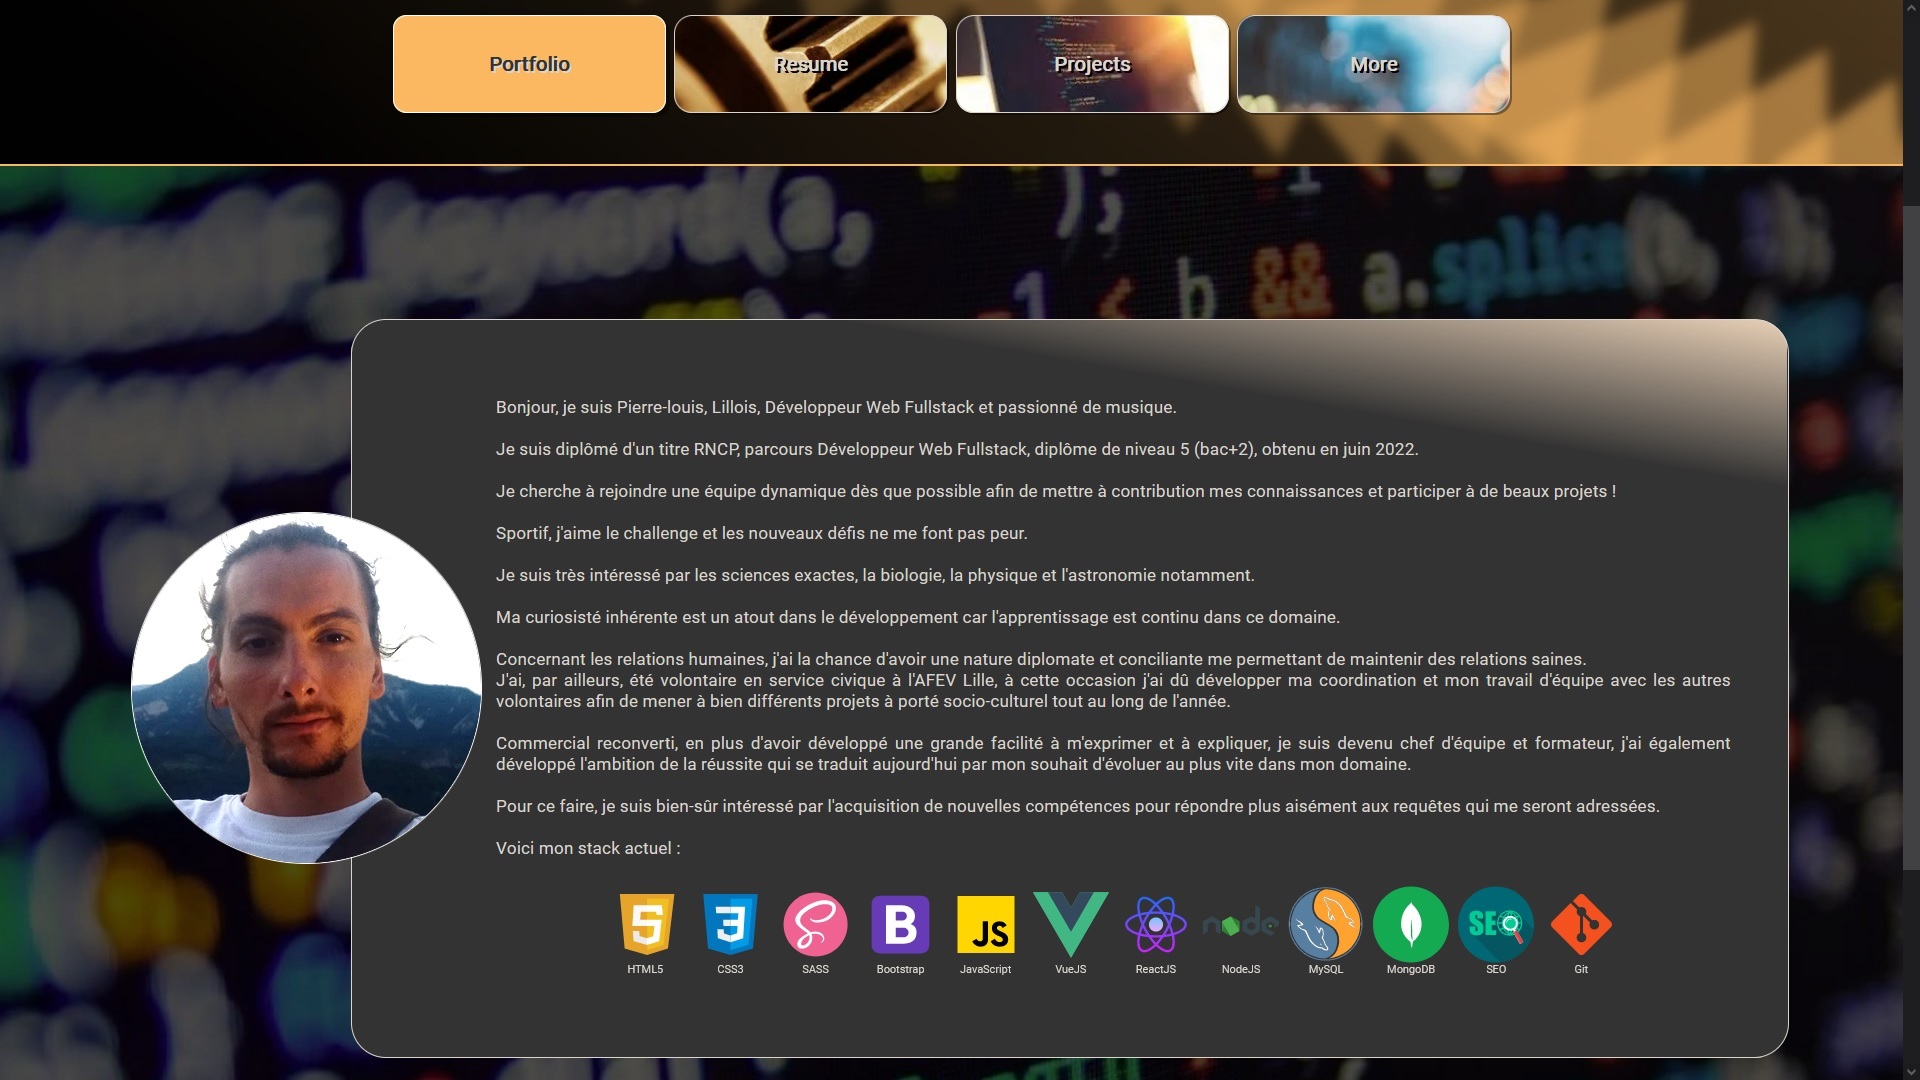 Portfolio
Resume
Projects
More
keyword(a,
);
1 < b && a.splice(
Bonjour, je suis Pierre-louis, Lillois, Développeur Web Fullstack et passionné de musique.
Je suis diplômé d'un titre RNCP, parcours Développeur Web Fullstack, diplôme de niveau 5 (bac+2), obtenu en juin 2022.
Je cherche à rejoindre une équipe dynamique dès que possible afin de mettre à contribution mes connaissances et participer à de beaux projets !
Sportif, j'aime le challenge et les nouveaux défis ne me font pas peur.
Je suis très intéressé par les sciences exactes, la biologie, la physique et l'astronomie notamment.
Ma curiosisté inhérente est un atout dans le développement car l'apprentissage est continu dans ce domaine.
Concernant les relations humaines, j'ai la chance d'avoir une nature diplomate et conciliante me permettant de maintenir des relations saines.
J'ai, par ailleurs, été volontaire en service civique à l'AFEV Lille, à cette occasion j'ai dû développer ma coordination et mon travail d'équipe avec les autres
volontaires afin de mener à bien différents projets à porté socio-culturel tout au long de l'année.
Commercial reconverti, en plus d'avoir développé une grande facilité à m'exprimer et à expliquer, je suis devenu chef d'équipe et formateur, j'ai également
développé l'ambition de la réussite qui se traduit aujourd'hui par mon souhait d'évoluer au plus vite dans mon domaine.
Pour ce faire, je suis bien-sûr intéressé par l'acquisition de nouvelles compétences pour répondre plus aisément aux requêtes qui me seront adressées.
Voici mon stack actuel :
5 3 B JS node SEO
HTML5 CSS3 SASS Bootstrap JavaScript VueJS ReactJS NodeJS MySQL MongoDB SEO Git